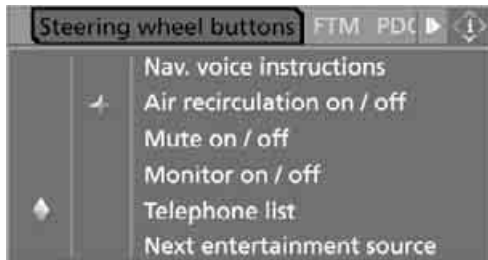 Steering wheel buttons FTM PDC
Nav. voice instructions
Air recirculation on / off
Mute on / off
Monitor on / off
Telephone list
Next entertainment source